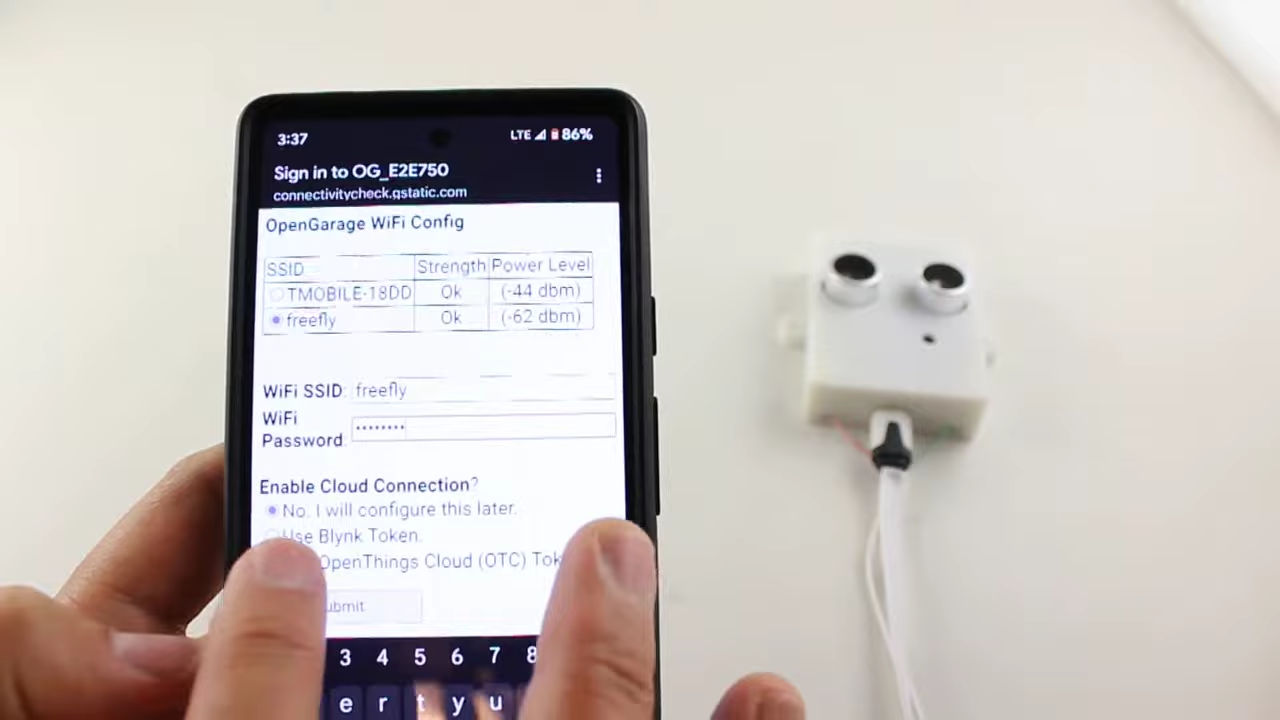 3:37 LTE 86%
Sign in to OG_E2E750
connectivitycheck.gstatic.com
OpenGarage WiFi Config
SSID Strength Power Level
TMOBILE-18DD Ok (-44 dbm)
freefly Ok (-62 dbm)
WiFi SSID: freefly
WiFi
Password: ••••••••
Enable Cloud Connection?
No. I will configure this later.
Use Blynk Token.
OpenThings Cloud (OTC) Tok
ubmit
3 4 5 6 7 8
e r t y u